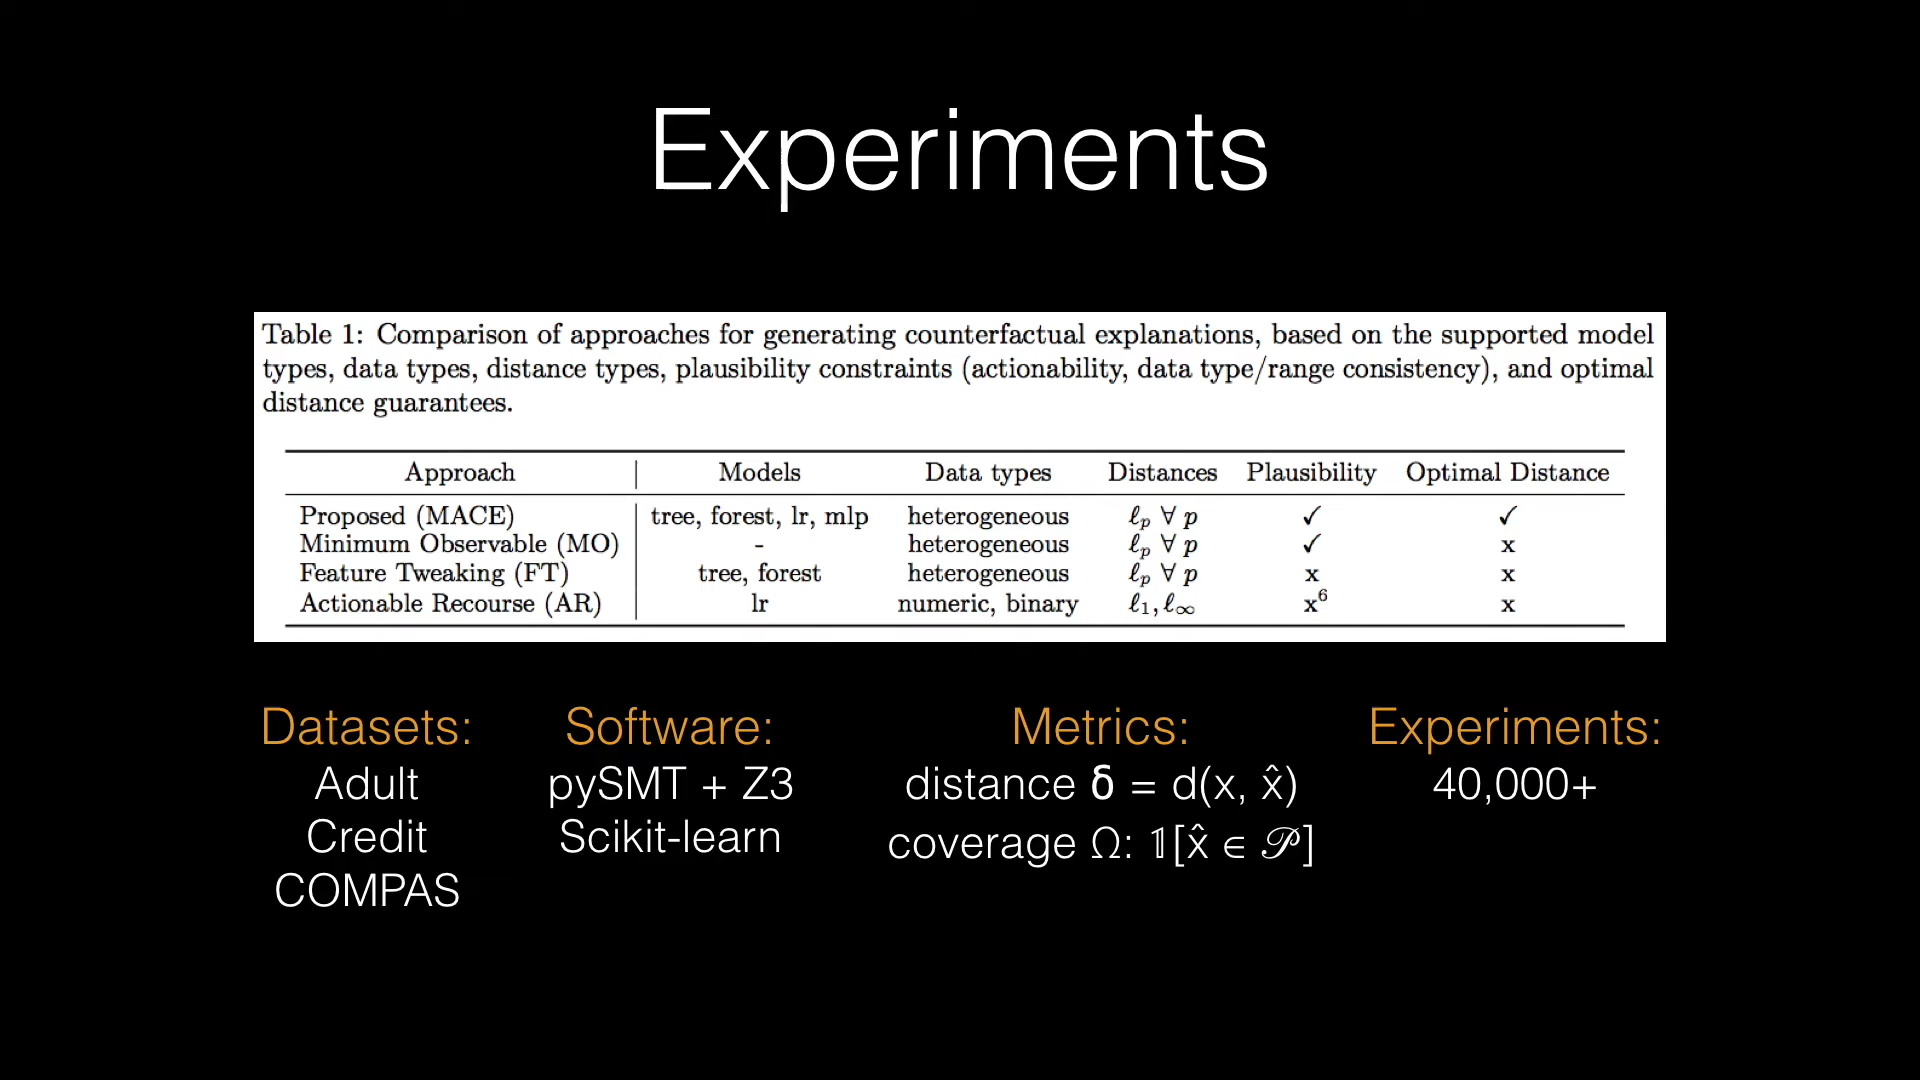 Experiments
Table 1: Comparison of approaches for generating counterfactual explanations, based on the supported model
types, data types, distance types, plausibility constraints (actionability, data type/range consistency), and optimal
distance guarantees.
Approach Models Data types Distances Plausibility Optimal Distance
Proposed (MACE) tree, forest, lr, mlp heterogeneous ℓp ∀ p ✓ ✓
Minimum Observable (MO) - heterogeneous ℓp ∀ p ✓ x
Feature Tweaking (FT) tree, forest heterogeneous ℓp ∀ p x x
Actionable Recourse (AR) lr numeric, binary ℓ1, ℓ∞ x⁶ x
Datasets:
Adult
Credit
COMPAS
Software:
pySMT + Z3
Scikit-learn
Metrics:
distance δ = d(x, x̂)
coverage Ω: 𝟙[x̂ ∈ 𝒫]
Experiments:
40,000+